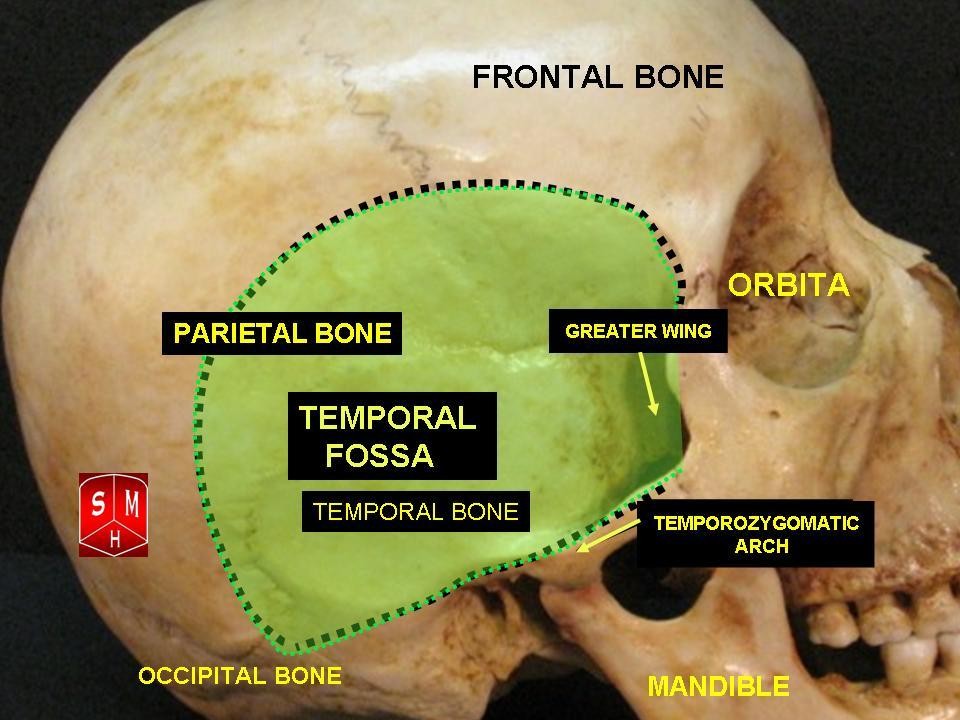 FRONTAL BONE
ORBITA
PARIETAL BONE
GREATER WING
TEMPORAL
FOSSA
TEMPORAL BONE
S M
H
TEMPOROZYGOMATIC
ARCH
OCCIPITAL BONE
MANDIBLE